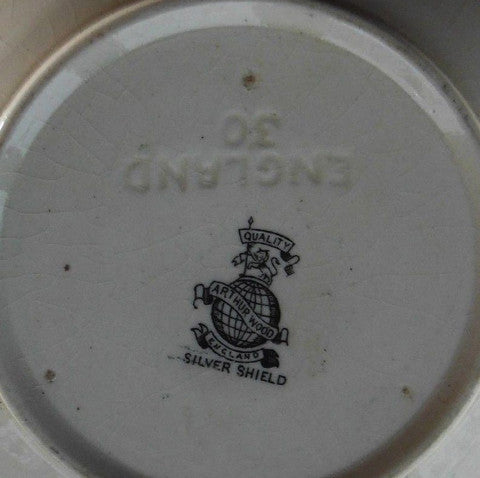 ENGLAND
30
QUALITY
ARTHUR WOOD
ENGLAND
SILVER SHIELD